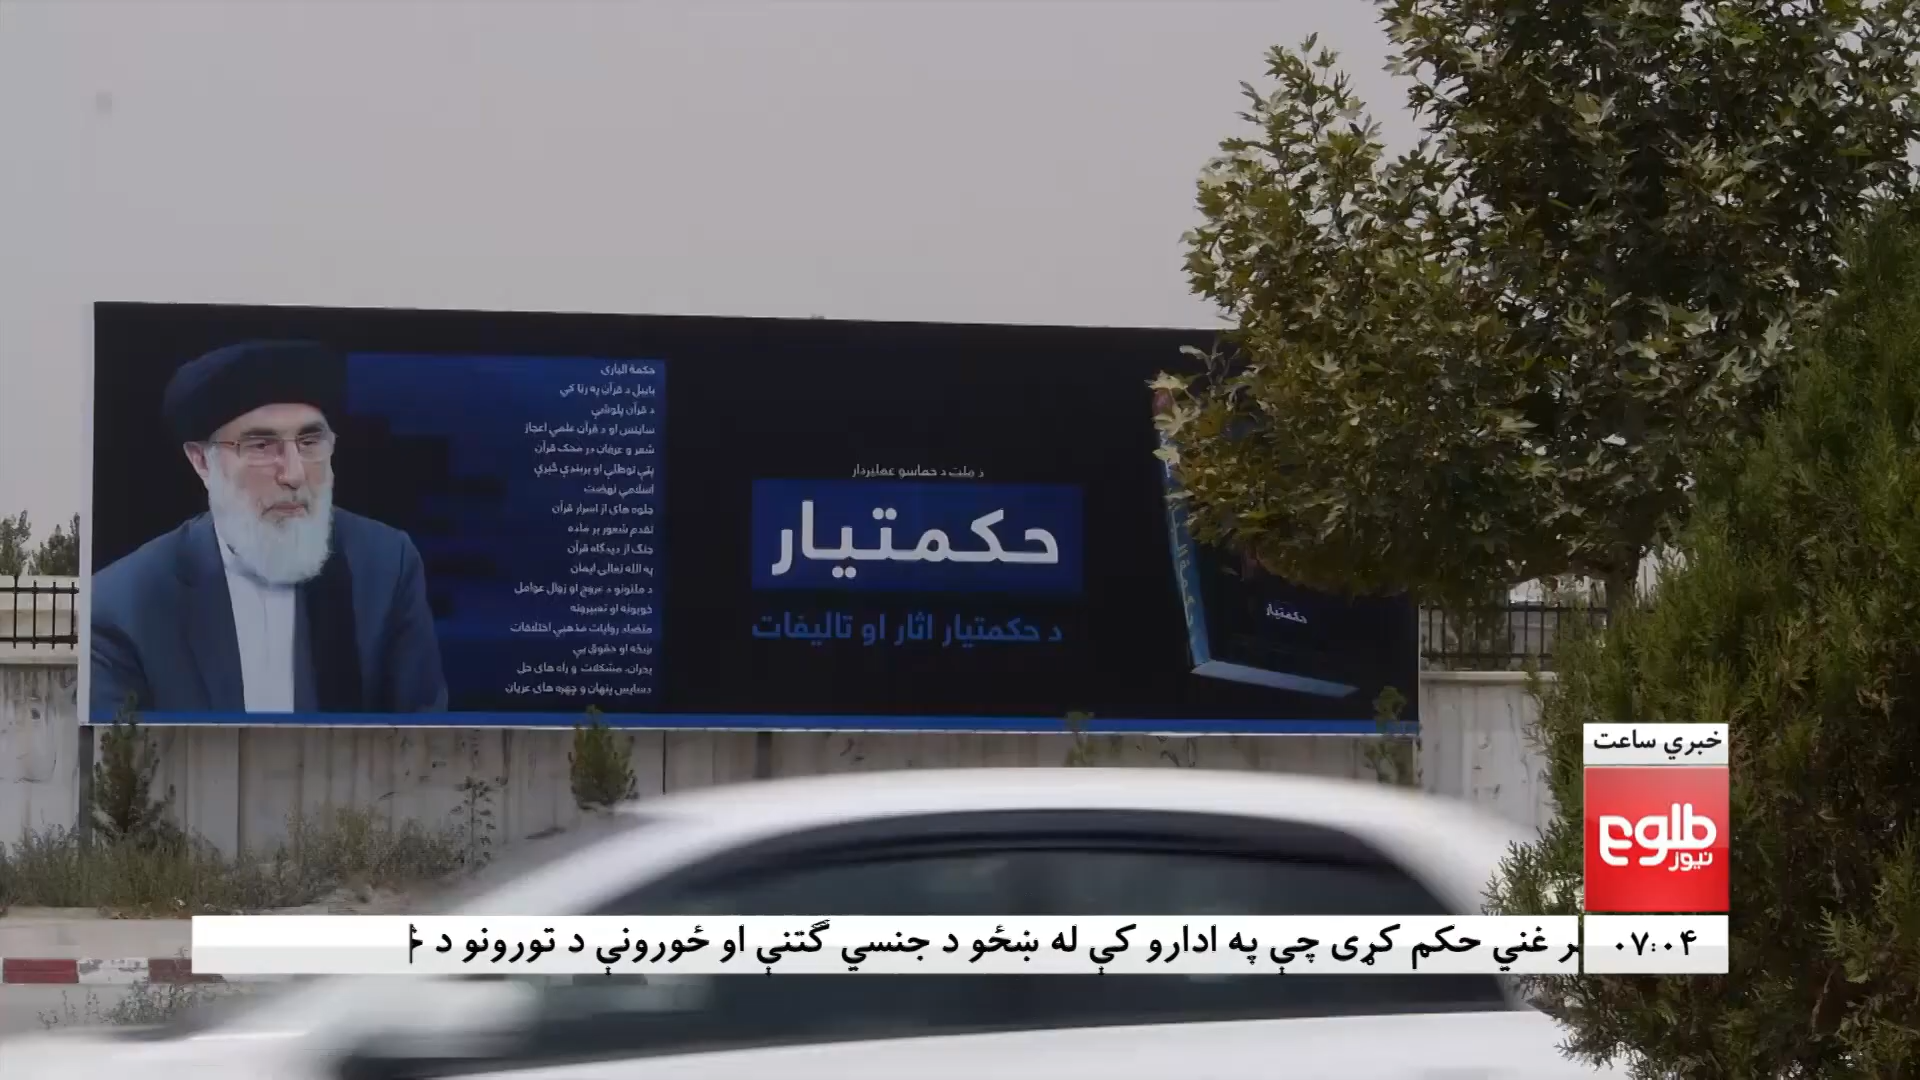 حکمة الباري
بایبل د قرآن په رڼا کې
د قرآن پلوشې
ساینس او د قرآن علمي اعجاز
شعر و عرفان در محک قرآن
پټې توطئې او بربنډې څېرې
اسلامي نهضت
جلوه های از اسرار قرآن
تقدم شعور بر ماده
جنگ از دیدگاه قرآن
په الله تعالی ایمان
د ملتونو د عروج او زوال عوامل
خوبونه او تعبیرونه
متضاد روایات مذهبي اختلافات
ښځه او حقوق یې
بحران، مشکلات و راه های حل
دسایس پنهان و چهره های عریان
د ملت د حماسو عملبردار
حکمتیار
د حکمتیار اثار او تالیفات
حکمتیار
خبري ساعت
طلوع
نیوز
۰۷:۰۴
غني حکم کړی چې په ادارو کې له ښځو د جنسي ګټنې او ځورونې د تورونو د